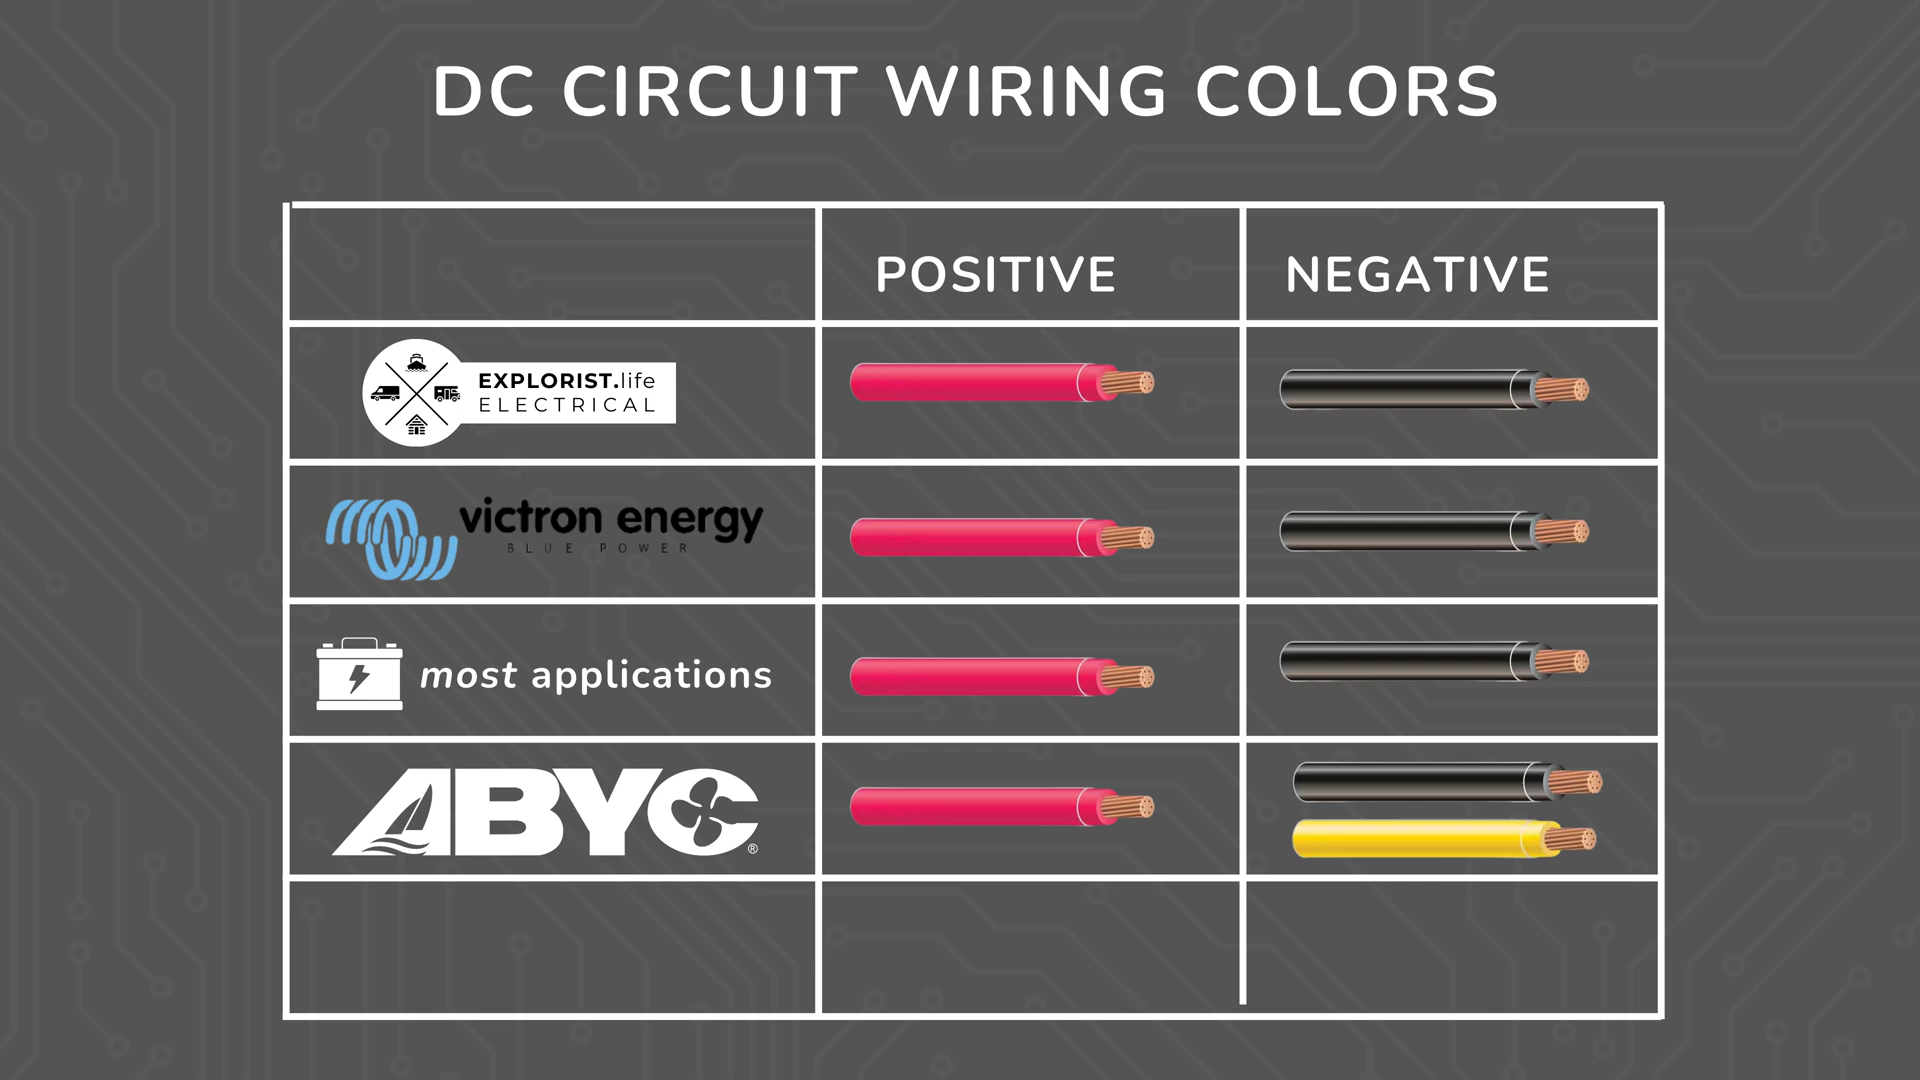 DC CIRCUIT WIRING COLORS
POSITIVE NEGATIVE
EXPLORIST.life
ELECTRICAL
victron energy
BLUE POWER
most applications
ABYC®